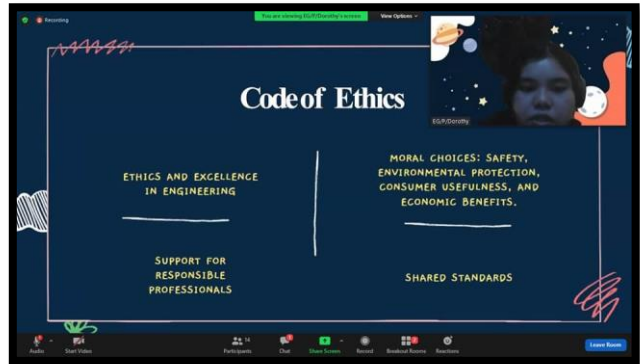 Recording
You are viewing EG/P/Dorothy's screen
View Options
EG/P/Dorothy
Code of Ethics
ETHICS AND EXCELLENCE
IN ENGINEERING
MORAL CHOICES: SAFETY,
ENVIRONMENTAL PROTECTION,
CONSUMER USEFULNESS, AND
ECONOMIC BENEFITS.
SUPPORT FOR
RESPONSIBLE
PROFESSIONALS
SHARED STANDARDS
14
Audio
Start Video
Participants
Chat
Share Screen
Record
Breakout Rooms
Reactions
Leave Room